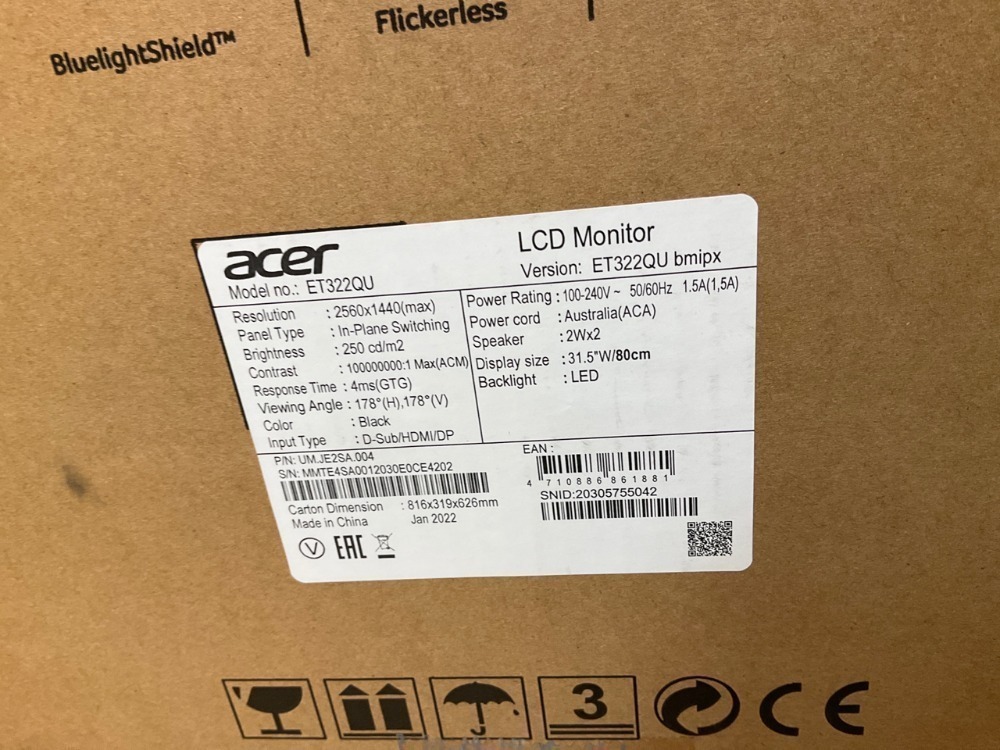 BluelightShield™
Flickerless
acer
LCD Monitor
Model no.: ET322QU
Version: ET322QU bmipx
Resolution : 2560x1440(max)
Panel Type : In-Plane Switching
Brightness : 250 cd/m2
Contrast : 100000000:1 Max(ACM)
Response Time : 4ms(GTG)
Viewing Angle : 178°(H),178°(V)
Color : Black
Input Type : D-Sub/HDMI/DP
Power Rating : 100-240V ~ 50/60Hz 1.5A(1,5A)
Power cord : Australia(ACA)
Speaker : 2Wx2
Display size : 31.5"W/80cm
Backlight : LED
P/N: UM.JE2SA.004
S/N: MMTE4SA0012030E0CE4202
Carton Dimension : 816x319x626mm
Made in China Jan 2022
V EAC
EAN :
4 710886 861881
SNID:20305755042
3
CE